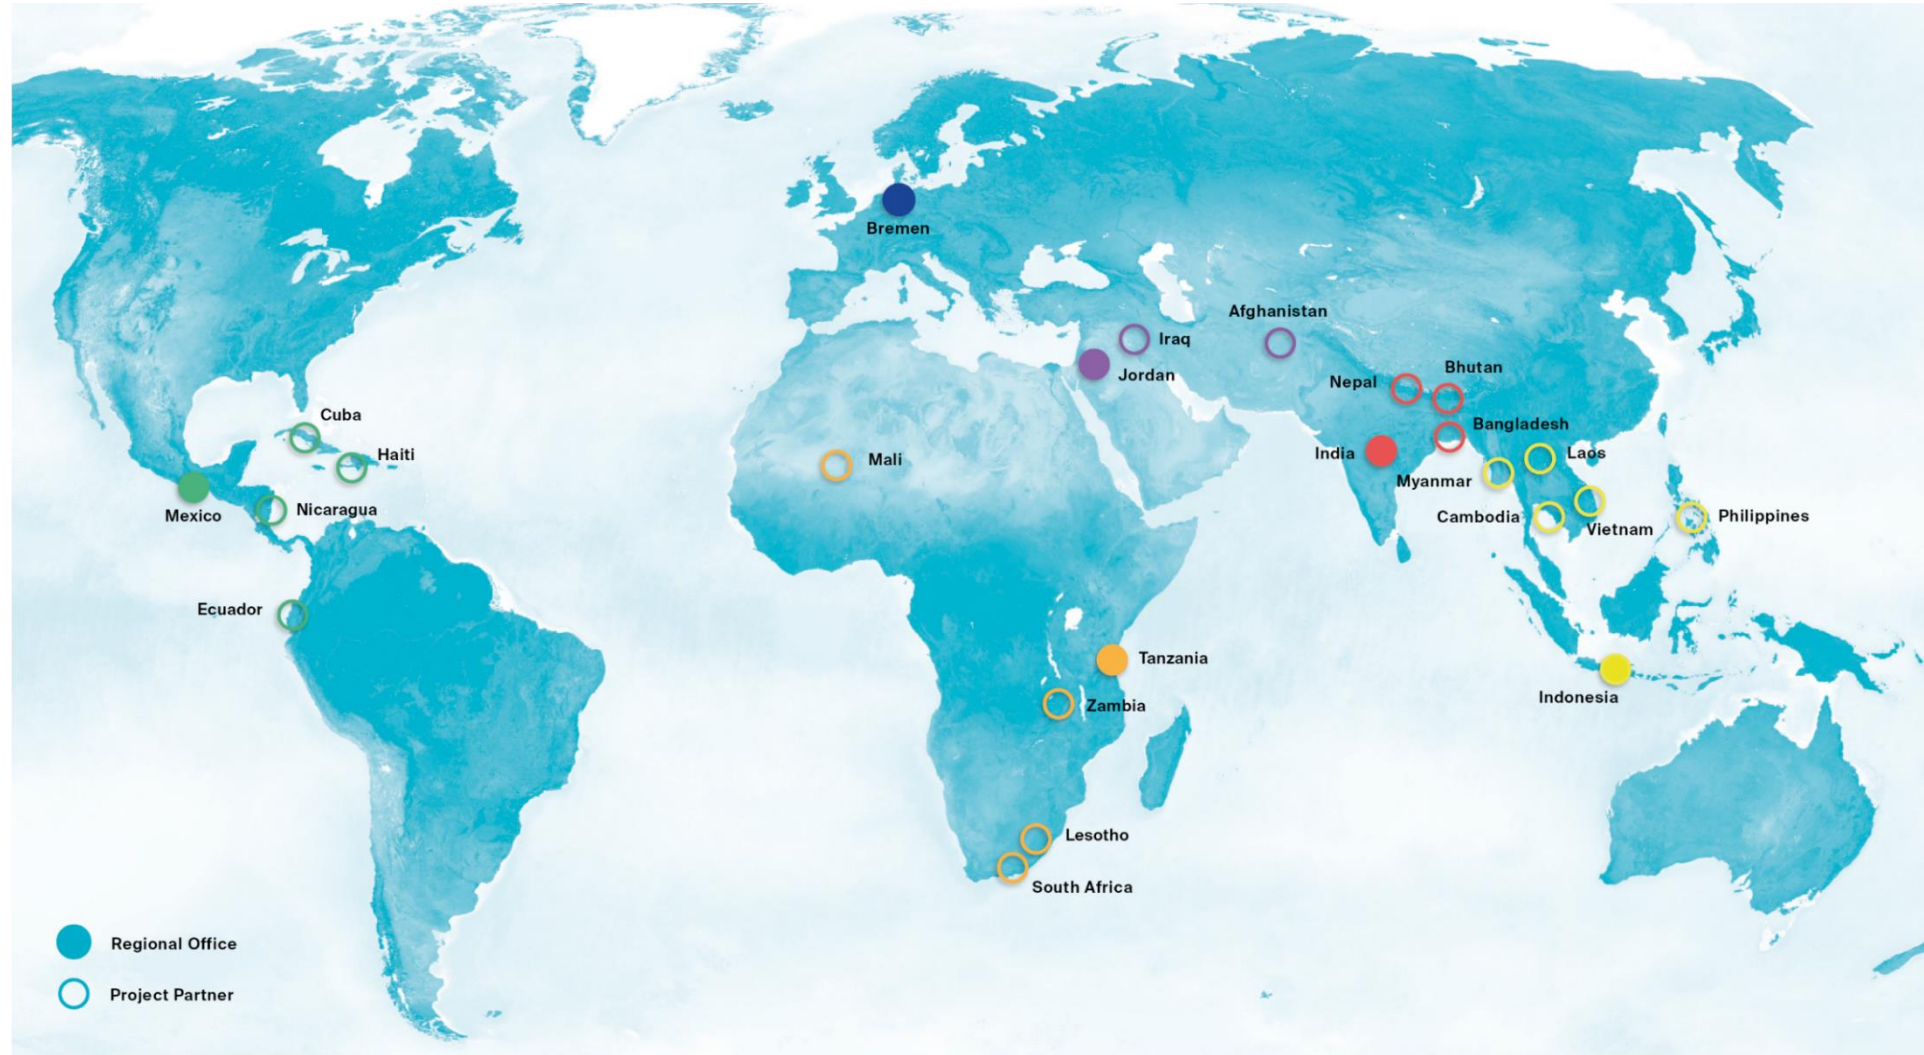 Bremen
Afghanistan
Iraq
Jordan
Bhutan
Nepal
Cuba
Bangladesh
India
Laos
Haiti
Mali
Myanmar
Nicaragua
Mexico
Cambodia
Vietnam
Philippines
Ecuador
Tanzania
Indonesia
Zambia
Lesotho
South Africa
Regional Office
Project Partner